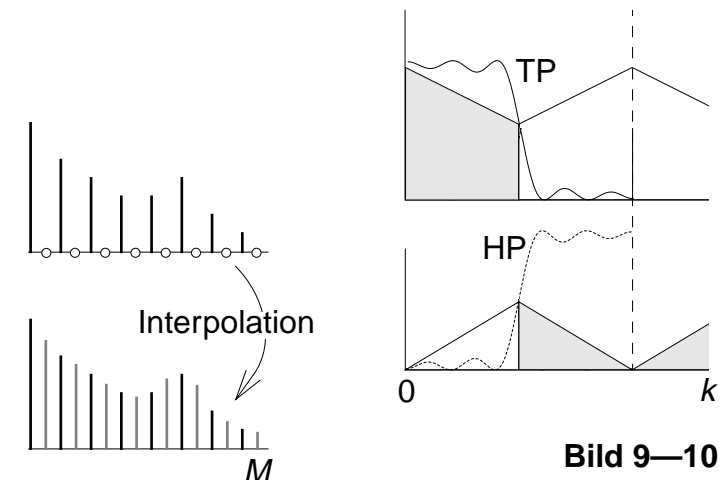 TP
HP
Interpolation
0
k
M
Bild 9—10